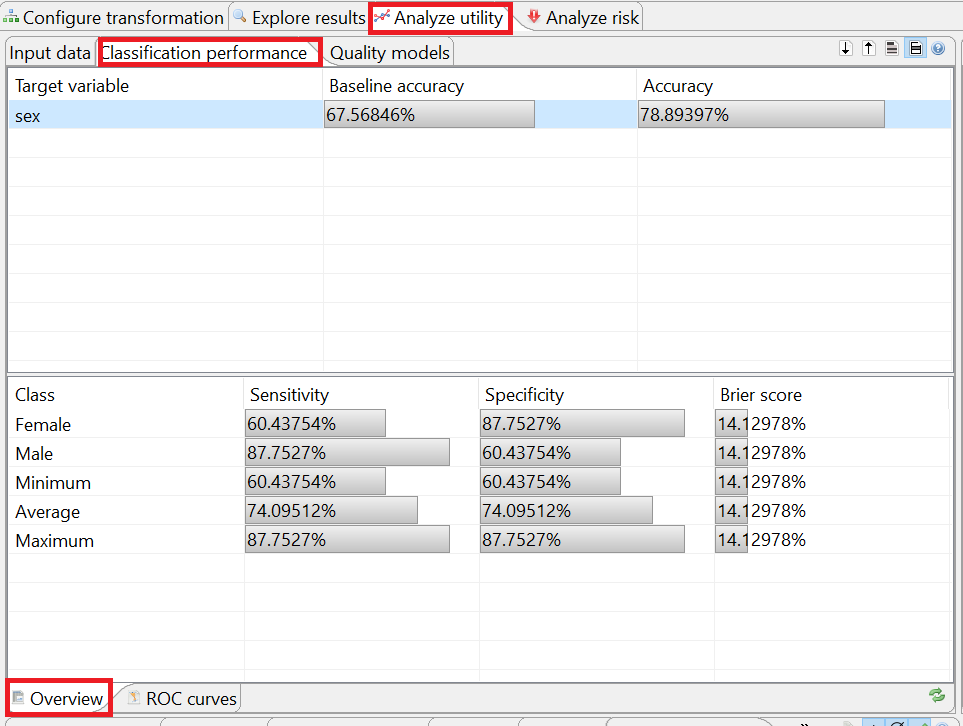 Configure transformation Explore results Analyze utility Analyze risk
Input data Classification performance Quality models
Target variable Baseline accuracy Accuracy
sex 67.56846% 78.89397%
Class Sensitivity Specificity Brier score
Female 60.43754% 87.7527% 14.12978%
Male 87.7527% 60.43754% 14.12978%
Minimum 60.43754% 60.43754% 14.12978%
Average 74.09512% 74.09512% 14.12978%
Maximum 87.7527% 87.7527% 14.12978%
Overview ROC curves